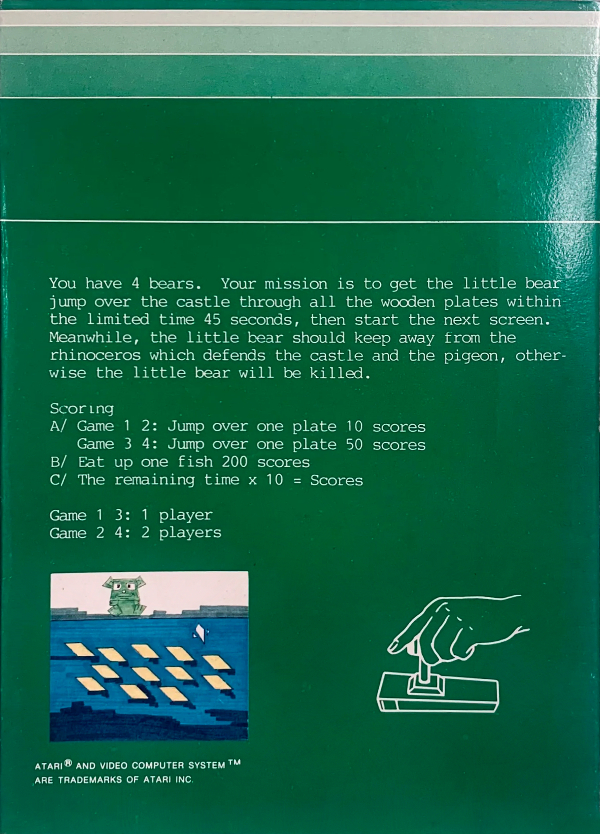 You have 4 bears.  Your mission is to get the little bear
jump over the castle through all the wooden plates within
the limited time 45 seconds, then start the next screen.
Meanwhile, the little bear should keep away from the
rhinoceros which defends the castle and the pigeon, other-
wise the little bear will be killed.
Scoring
A/ Game 1 2: Jump over one plate 10 scores
Game 3 4: Jump over one plate 50 scores
B/ Eat up one fish 200 scores
C/ The remaining time x 10 = Scores
Game 1 3: 1 player
Game 2 4: 2 players
ATARI® AND VIDEO COMPUTER SYSTEM™
ARE TRADEMARKS OF ATARI INC.